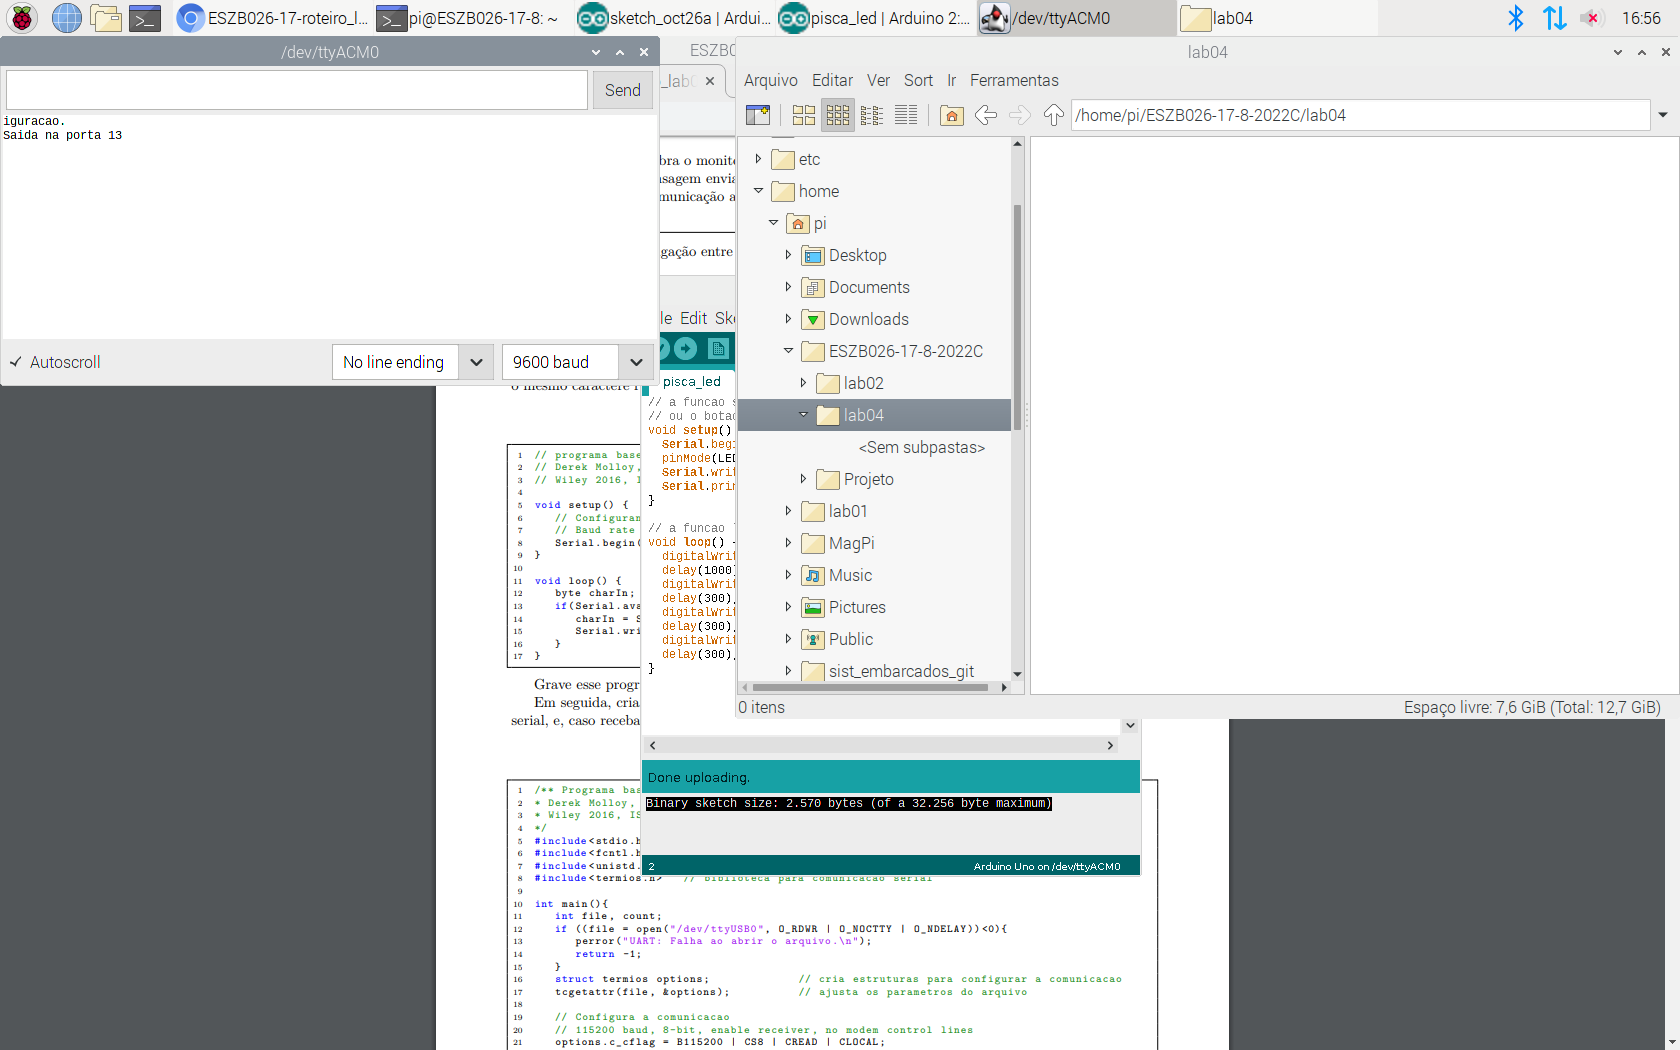 ESZB026-17-roteiro_l...
pi@ESZB026-17-8: ~
sketch_oct26a | Ardui...
pisca_led | Arduino 2:...
/dev/ttyACM0
lab04
16:56
/dev/ttyACM0
Send
iguracao.
Saida na porta 13
Autoscroll
No line ending
9600 baud
ESZB0
lab04
Arquivo Editar Ver Sort Ir Ferramentas
/home/pi/ESZB026-17-8-2022C/lab04
etc
home
pi
Desktop
Documents
Downloads
ESZB026-17-8-2022C
lab02
lab04
<Sem subpastas>
Projeto
lab01
MagPi
Music
Pictures
Public
sist_embarcados_git
0 itens
Espaço livre: 7,6 GiB (Total: 12,7 GiB)
bra o monito
nsagem envia
municação a
gação entre
le Edit Sk
pisca_led
// a funcao s
// ou o botao
void setup()
Serial.beg
pinMode(LED
Serial.wri
Serial.prin
}
// a funcao l
void loop()
digitalWrit
delay(1000)
digitalWrit
delay(300)
digitalWrit
delay(300)
digitalWrit
delay(300)
}
Done uploading.
Binary sketch size: 2.570 bytes (of a 32.256 byte maximum)
2
Arduino Uno on /dev/ttyACM0
o mesmo caractere
1 // programa base
2 // Derek Molloy,
3 // Wiley 2016, I
4
5 void setup() {
6 // Configuran
7 // Baud rate
8 Serial.begin(
9 }
10
11 void loop() {
12 byte charIn;
13 if(Serial.ava
14 charIn = S
15 Serial.wri
16 }
17 }
Grave esse progr
Em seguida, cria
serial, e, caso receba
1 /** Programa bas
2 * Derek Molloy,
3 * Wiley 2016, IS
4 */
5 #include<stdio.h
6 #include<fcntl.h
7 #include<unistd.
8 #include<termios.h> // biblioteca para comunicacao serial
9
10 int main(){
11 int file, count;
12 if ((file = open("/dev/ttyUSB0", O_RDWR | O_NOCTTY | O_NDELAY))<0){
13 perror("UART: Falha ao abrir o arquivo.\n");
14 return -1;
15 }
16 struct termios options; // cria estruturas para configurar a comunicacao
17 tcgetattr(file, &options); // ajusta os parametros do arquivo
18
19 // Configura a comunicacao
20 // 115200 baud, 8-bit, enable receiver, no modem control lines
21 options.c_cflag = B115200 | CS8 | CREAD | CLOCAL;